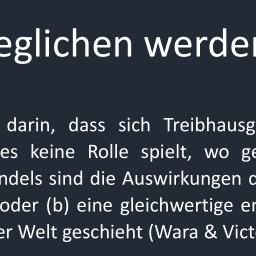 eglichen werden
darin, dass sich Treibhausg
es keine Rolle spielt, wo ge
ndels sind die Auswirkungen d
oder (b) eine gleichwertige er
er Welt geschieht (Wara & Victo